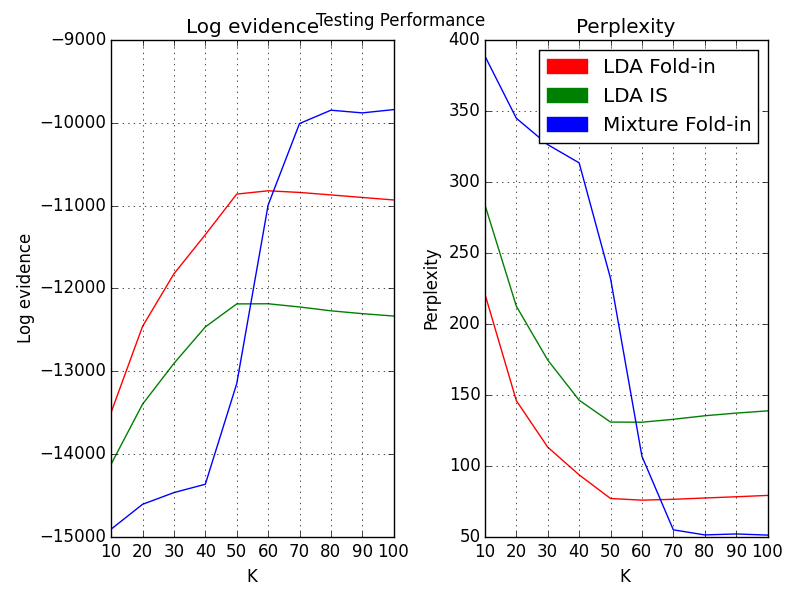 Testing Performance
Log evidence
−9000
−10000
−11000
−12000
−13000
−14000
−15000
Log evidence
10 20 30 40 50 60 70 80 90 100
K
Perplexity
400
350
300
250
200
150
100
50
Perplexity
10 20 30 40 50 60 70 80 90 100
K
LDA Fold-in
LDA IS
Mixture Fold-in